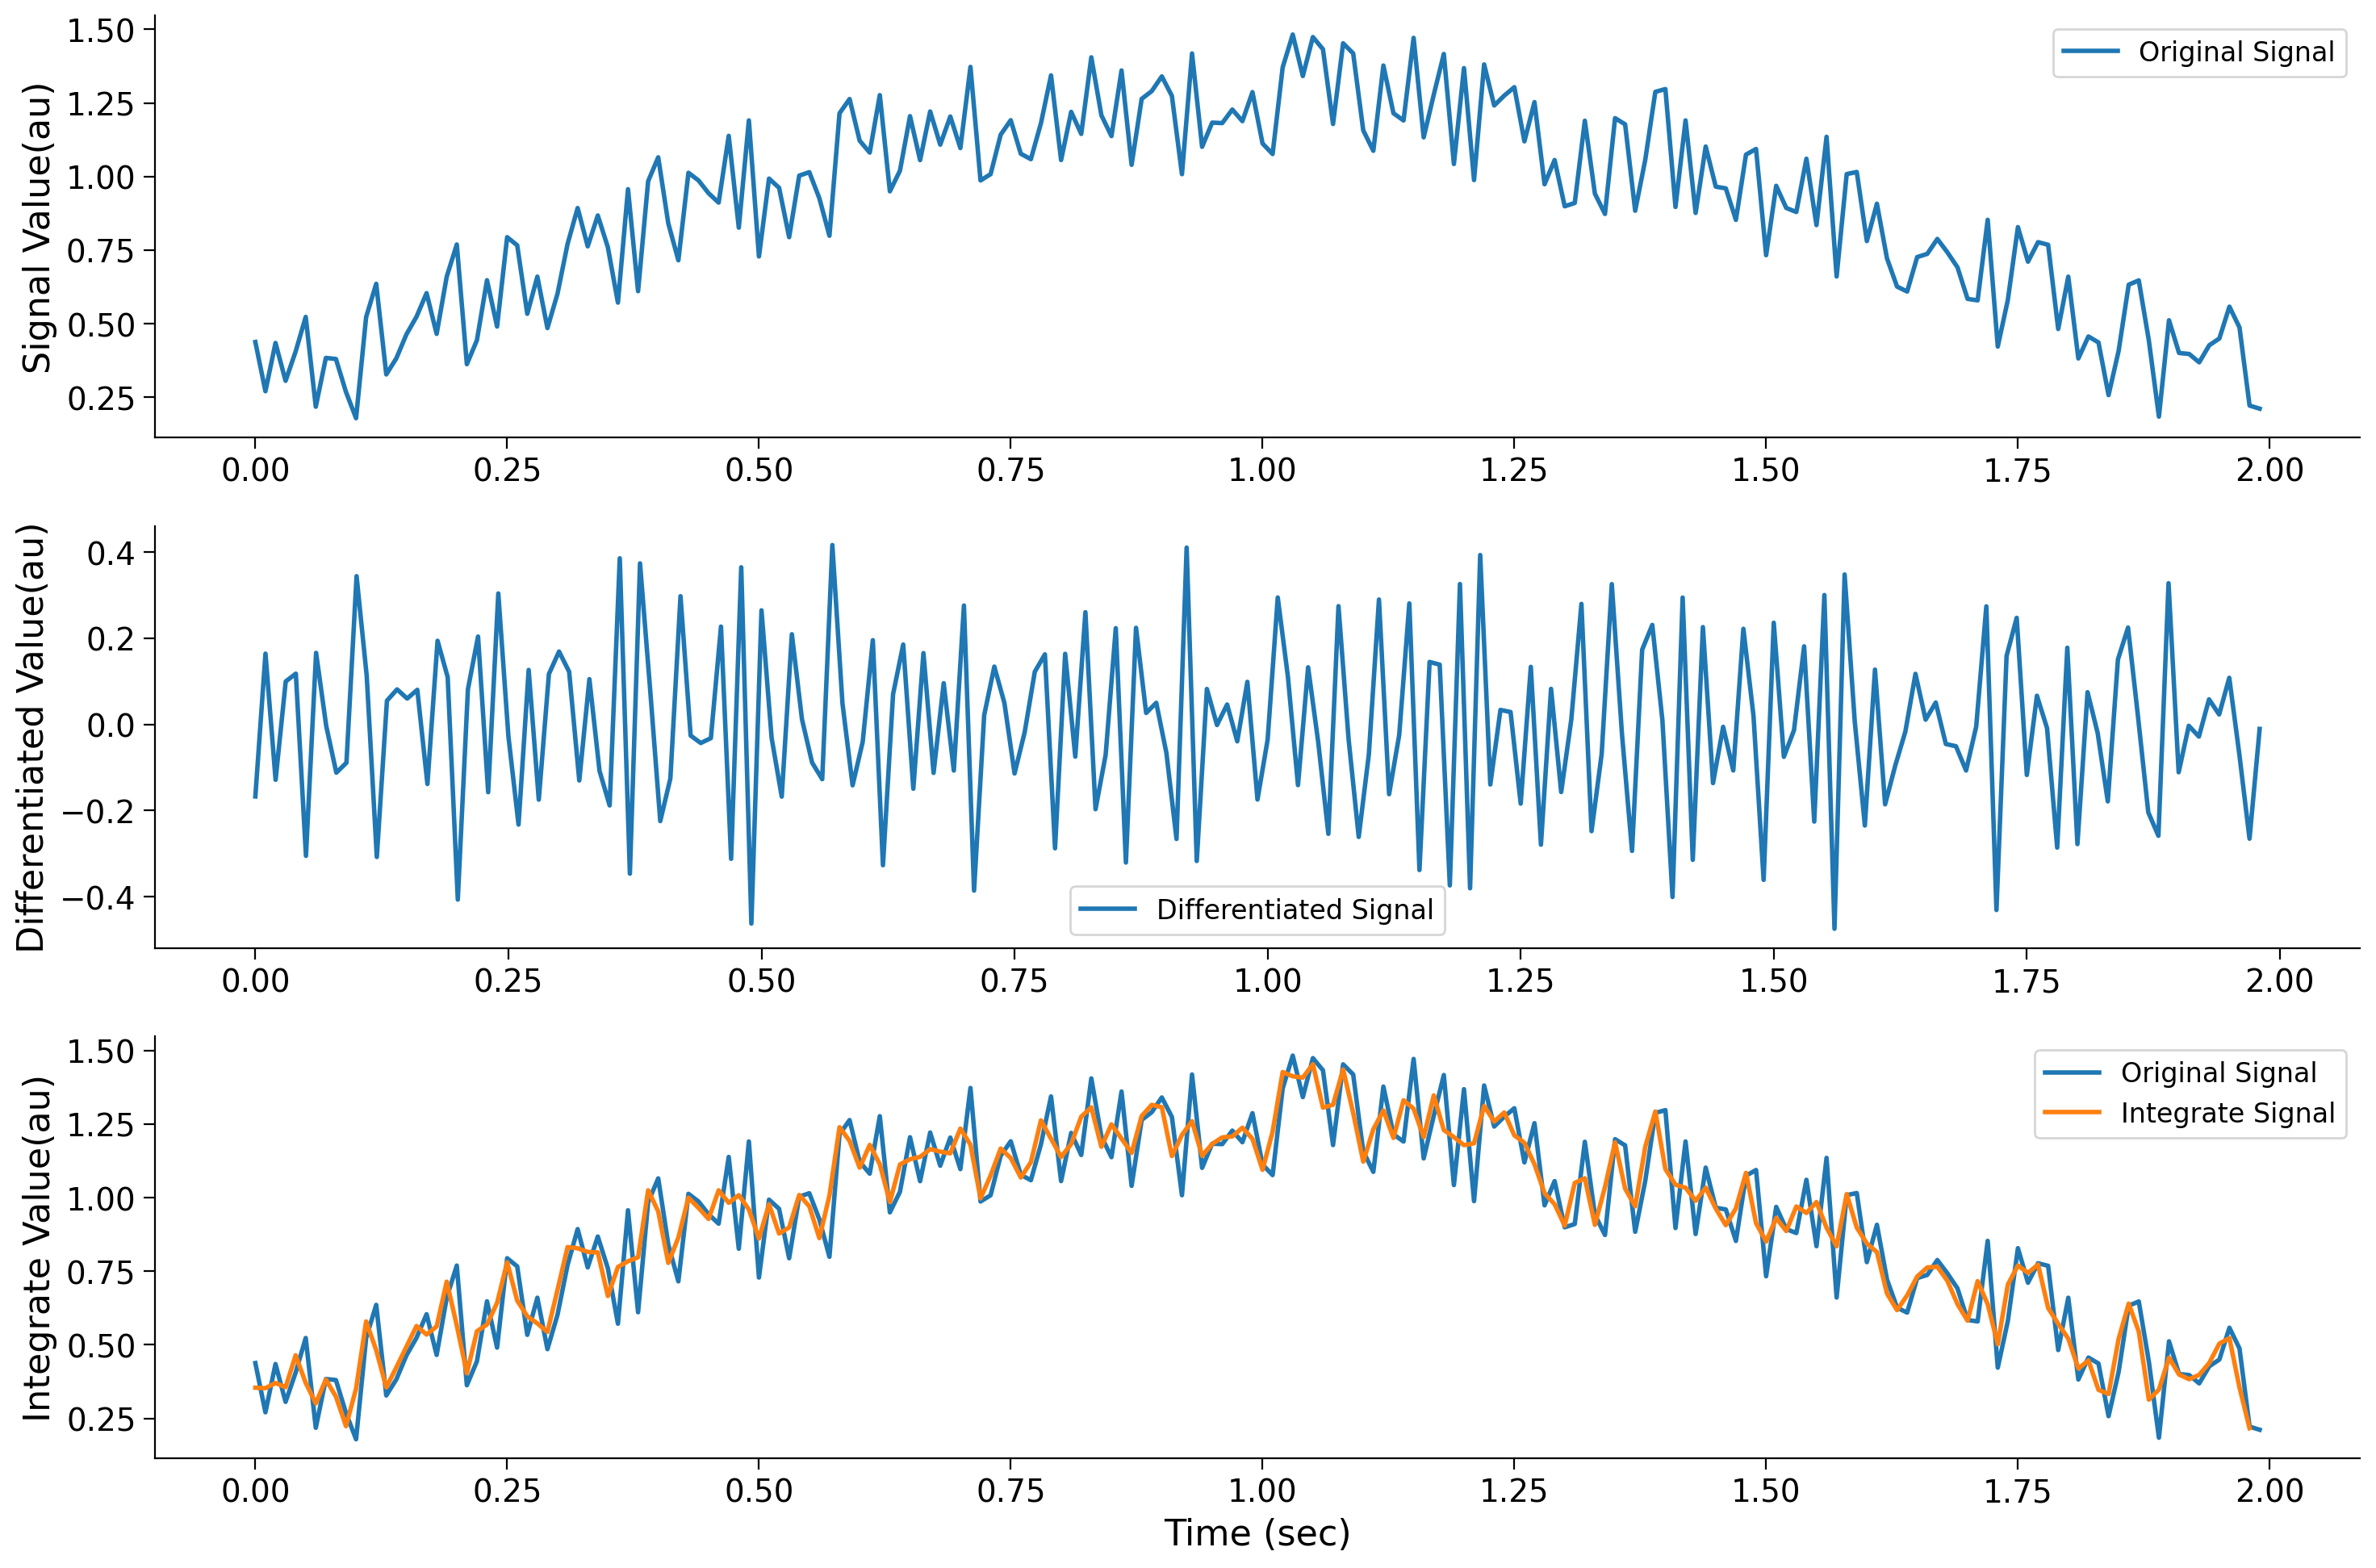 Signal Value(au)
1.50
1.25
1.00
0.75
0.50
0.25
Original Signal
0.00 0.25 0.50 0.75 1.00 1.25 1.50 1.75 2.00
Differentiated Value(au)
0.4
0.2
0.0
−0.2
−0.4
Differentiated Signal
0.00 0.25 0.50 0.75 1.00 1.25 1.50 1.75 2.00
Integrate Value(au)
1.50
1.25
1.00
0.75
0.50
0.25
Original Signal
Integrate Signal
0.00 0.25 0.50 0.75 1.00 1.25 1.50 1.75 2.00
Time (sec)